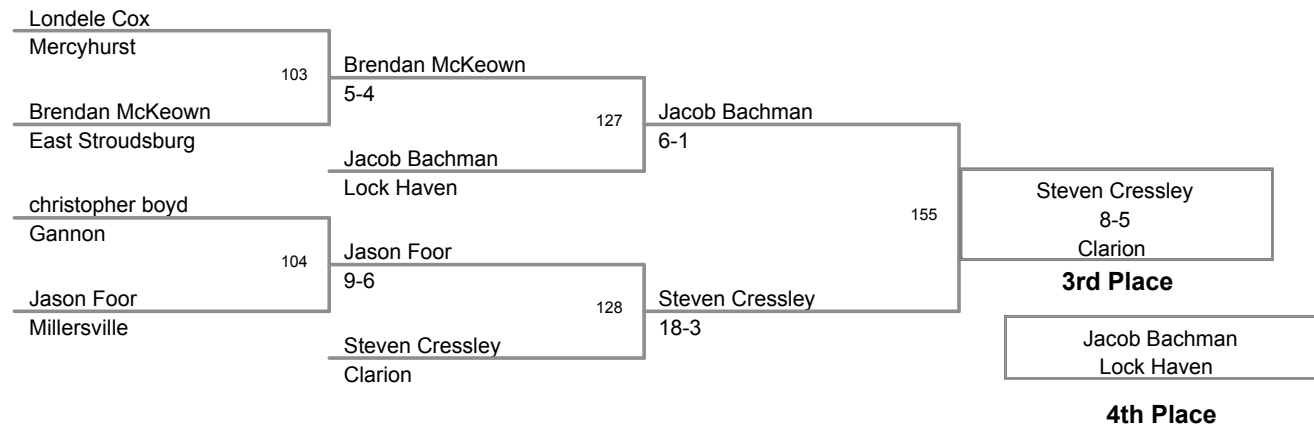 Londele Cox
Mercyhurst
103
Brendan McKeown
5-4
Brendan McKeown
East Stroudsburg
127
Jacob Bachman
6-1
Jacob Bachman
Lock Haven
christopher boyd
Gannon
155
Steven Cressley
8-5
Clarion
3rd Place
104
Jason Foor
9-6
Jason Foor
Millersville
128
Steven Cressley
18-3
Steven Cressley
Clarion
Jacob Bachman
Lock Haven
4th Place